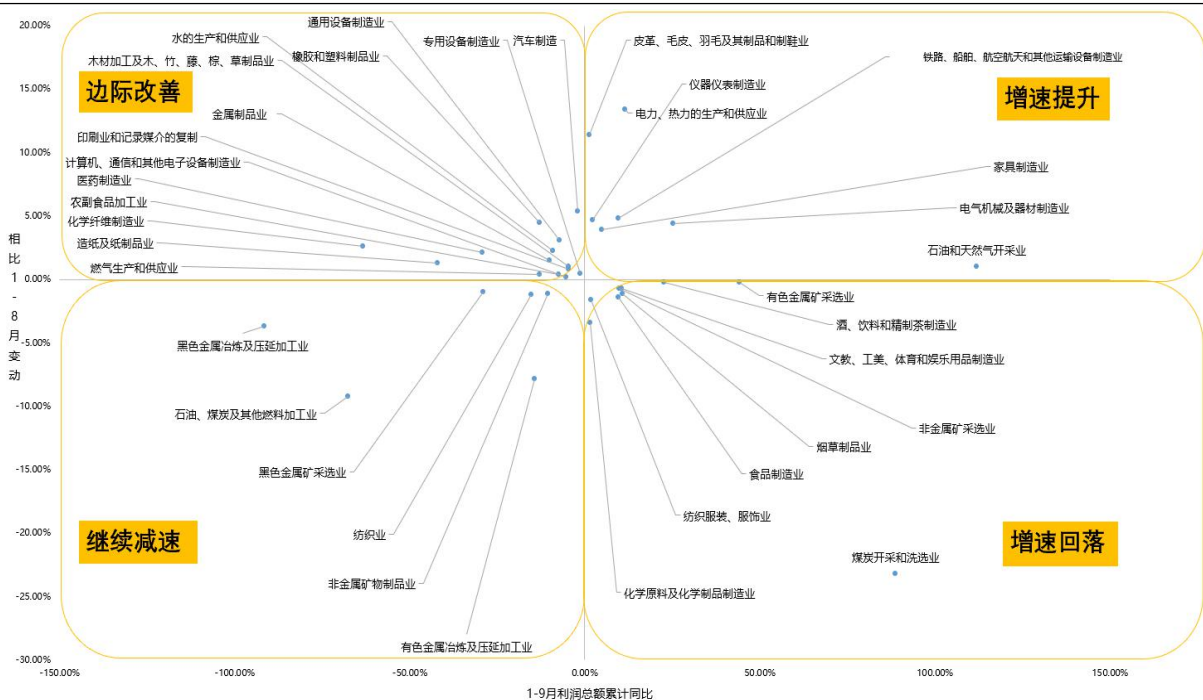 20.00%
15.00%
10.00%
5.00%
0.00%
-5.00%
-10.00%
-15.00%
-20.00%
-25.00%
-30.00%
相比1-8月变动
边际改善
通用设备制造业
水的生产和供应业
专用设备制造业
汽车制造
木材加工及木、竹、藤、棕、草制品业
橡胶和塑料制品业
金属制品业
印刷业和记录媒介的复制
计算机、通信和其他电子设备制造业
医药制造业
农副食品加工业
化学纤维制造业
造纸及纸制品业
燃气生产和供应业
增速提升
皮革、毛皮、羽毛及其制品和制鞋业
铁路、船舶、航空航天和其他运输设备制造业
仪器仪表制造业
电力、热力的生产和供应业
家具制造业
电气机械及器材制造业
石油和天然气开采业
继续减速
黑色金属冶炼及压延加工业
石油、煤炭及其他燃料加工业
黑色金属矿采选业
纺织业
非金属矿物制品业
有色金属冶炼及压延加工业
增速回落
有色金属矿采选业
酒、饮料和精制茶制造业
文教、工美、体育和娱乐用品制造业
非金属矿采选业
烟草制品业
食品制造业
纺织服装、服饰业
煤炭开采和洗选业
化学原料及化学制品制造业
-150.00%
-100.00%
-50.00%
0.00%
50.00%
100.00%
150.00%
1-9月利润总额累计同比